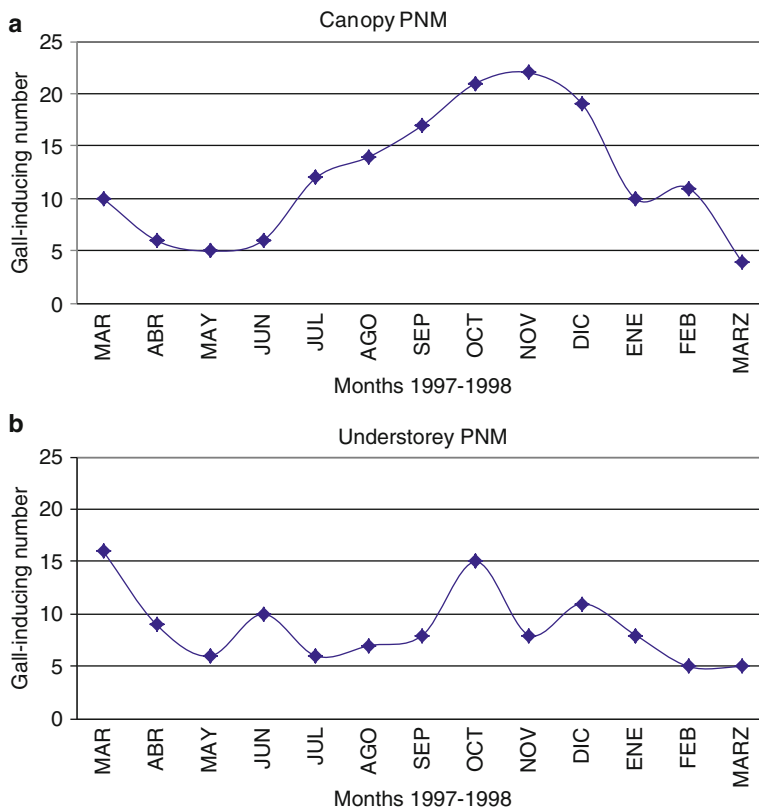 a
Canopy PNM
25
20
15
10
5
0
Gall-inducing number
MAR ABR MAY JUN JUL AGO SEP OCT NOV DIC ENE FEB MARZ
Months 1997-1998
b
Understorey PNM
25
20
15
10
5
0
Gall-inducing number
MAR ABR MAY JUN JUL AGO SEP OCT NOV DIC ENE FEB MARZ
Months 1997-1998